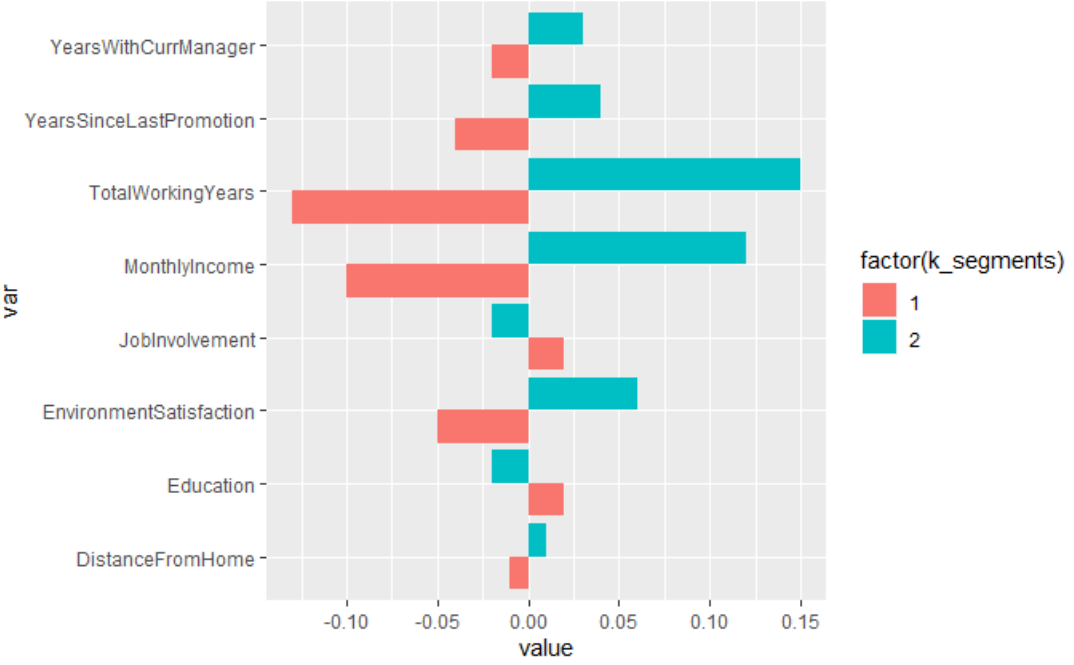 YearsWithCurrManager
YearsSinceLastPromotion
TotalWorkingYears
MonthlyIncome
JobInvolvement
EnvironmentSatisfaction
Education
DistanceFromHome
var
-0.10 -0.05 0.00 0.05 0.10 0.15
value
factor(k_segments)
1
2